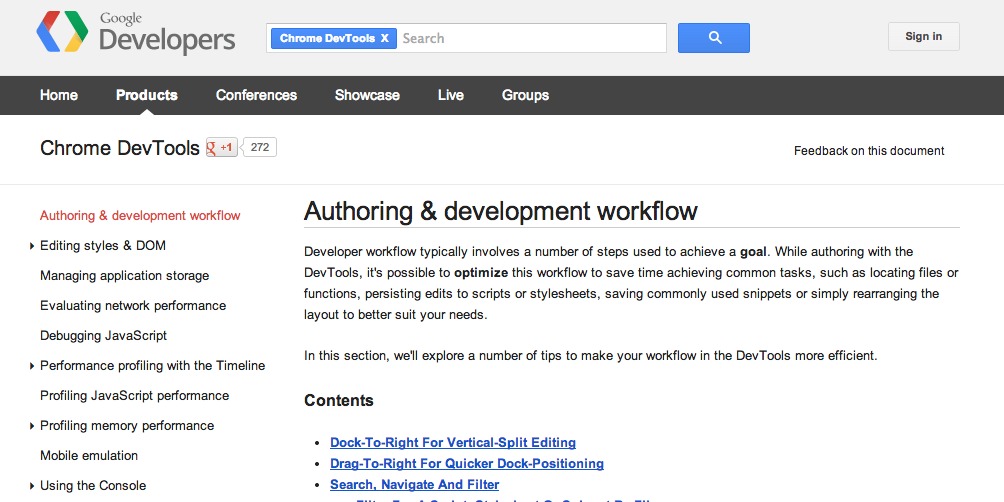 Google
Developers
Chrome DevTools X Search
Sign in
Home Products Conferences Showcase Live Groups
Chrome DevTools +1 272
Feedback on this document
Authoring & development workflow
Editing styles & DOM
Managing application storage
Evaluating network performance
Debugging JavaScript
Performance profiling with the Timeline
Profiling JavaScript performance
Profiling memory performance
Mobile emulation
Using the Console
Authoring & development workflow
Developer workflow typically involves a number of steps used to achieve a goal. While authoring with the
DevTools, it's possible to optimize this workflow to save time achieving common tasks, such as locating files or
functions, persisting edits to scripts or stylesheets, saving commonly used snippets or simply rearranging the
layout to better suit your needs.
In this section, we'll explore a number of tips to make your workflow in the DevTools more efficient.
Contents
Dock-To-Right For Vertical-Split Editing
Drag-To-Right For Quicker Dock-Positioning
Search, Navigate And Filter